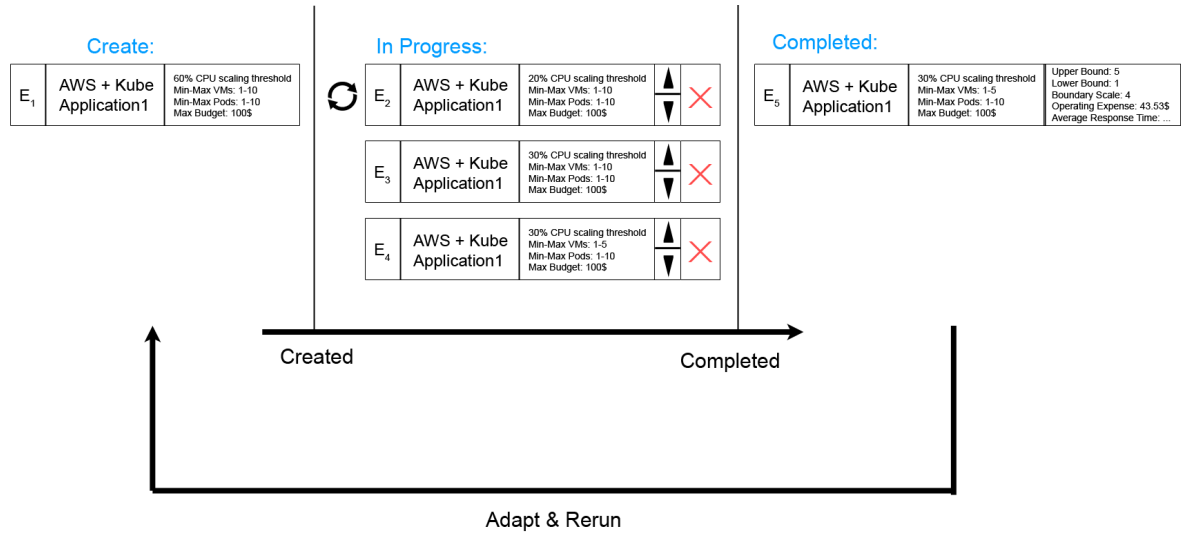 Create:
E1
AWS + Kube
Application1
60% CPU scaling threshold
Min-Max VMs: 1-10
Min-Max Pods: 1-10
Max Budget: 100$
In Progress:
E2
AWS + Kube
Application1
20% CPU scaling threshold
Min-Max VMs: 1-10
Min-Max Pods: 1-10
Max Budget: 100$
E3
AWS + Kube
Application1
30% CPU scaling threshold
Min-Max VMs: 1-10
Min-Max Pods: 1-10
Max Budget: 100$
E4
AWS + Kube
Application1
30% CPU scaling threshold
Min-Max VMs: 1-5
Min-Max Pods: 1-10
Max Budget: 100$
Completed:
E5
AWS + Kube
Application1
30% CPU scaling threshold
Min-Max VMs: 1-5
Min-Max Pods: 1-10
Max Budget: 100$
Upper Bound: 5
Lower Bound: 1
Boundary Scale: 4
Operating Expense: 43.53$
Average Response Time: ...
Created
Completed
Adapt & Rerun